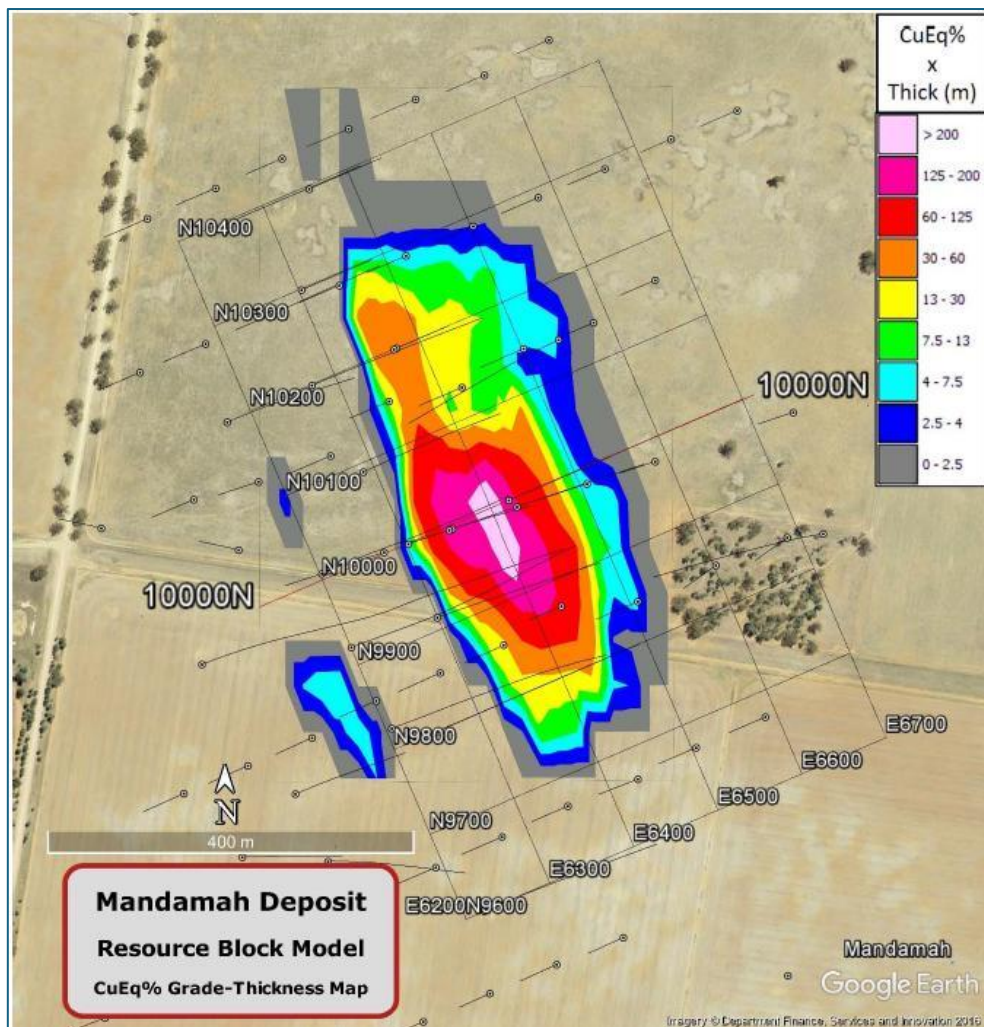 CuEq%
x
Thick (m)
> 200
125 - 200
60 - 125
30 - 60
13 - 30
7.5 - 13
4 - 7.5
2.5 - 4
0 - 2.5
N10400
N10300
N10200
10000N
N10100
N10000
10000N
N9900
N9800
E6700
E6600
E6500
N9700
E6400
E6300
E6200N9600
N
400 m
Mandamah Deposit
Resource Block Model
CuEq% Grade-Thickness Map
Mandamah
Google Earth
Imagery © Department Finance, Services and Innovation 2016